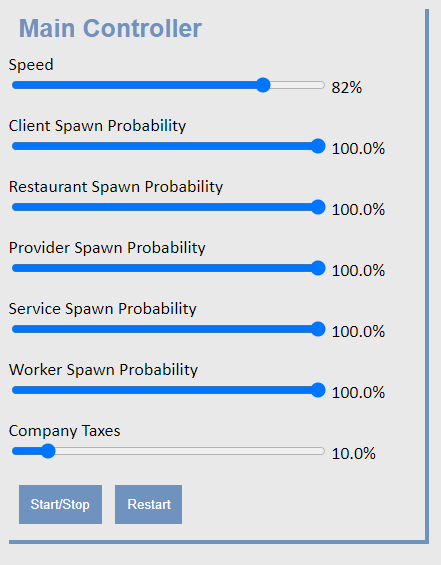 Main Controller
Speed
82%
Client Spawn Probability
100.0%
Restaurant Spawn Probability
100.0%
Provider Spawn Probability
100.0%
Service Spawn Probability
100.0%
Worker Spawn Probability
100.0%
Company Taxes
10.0%
Start/Stop Restart